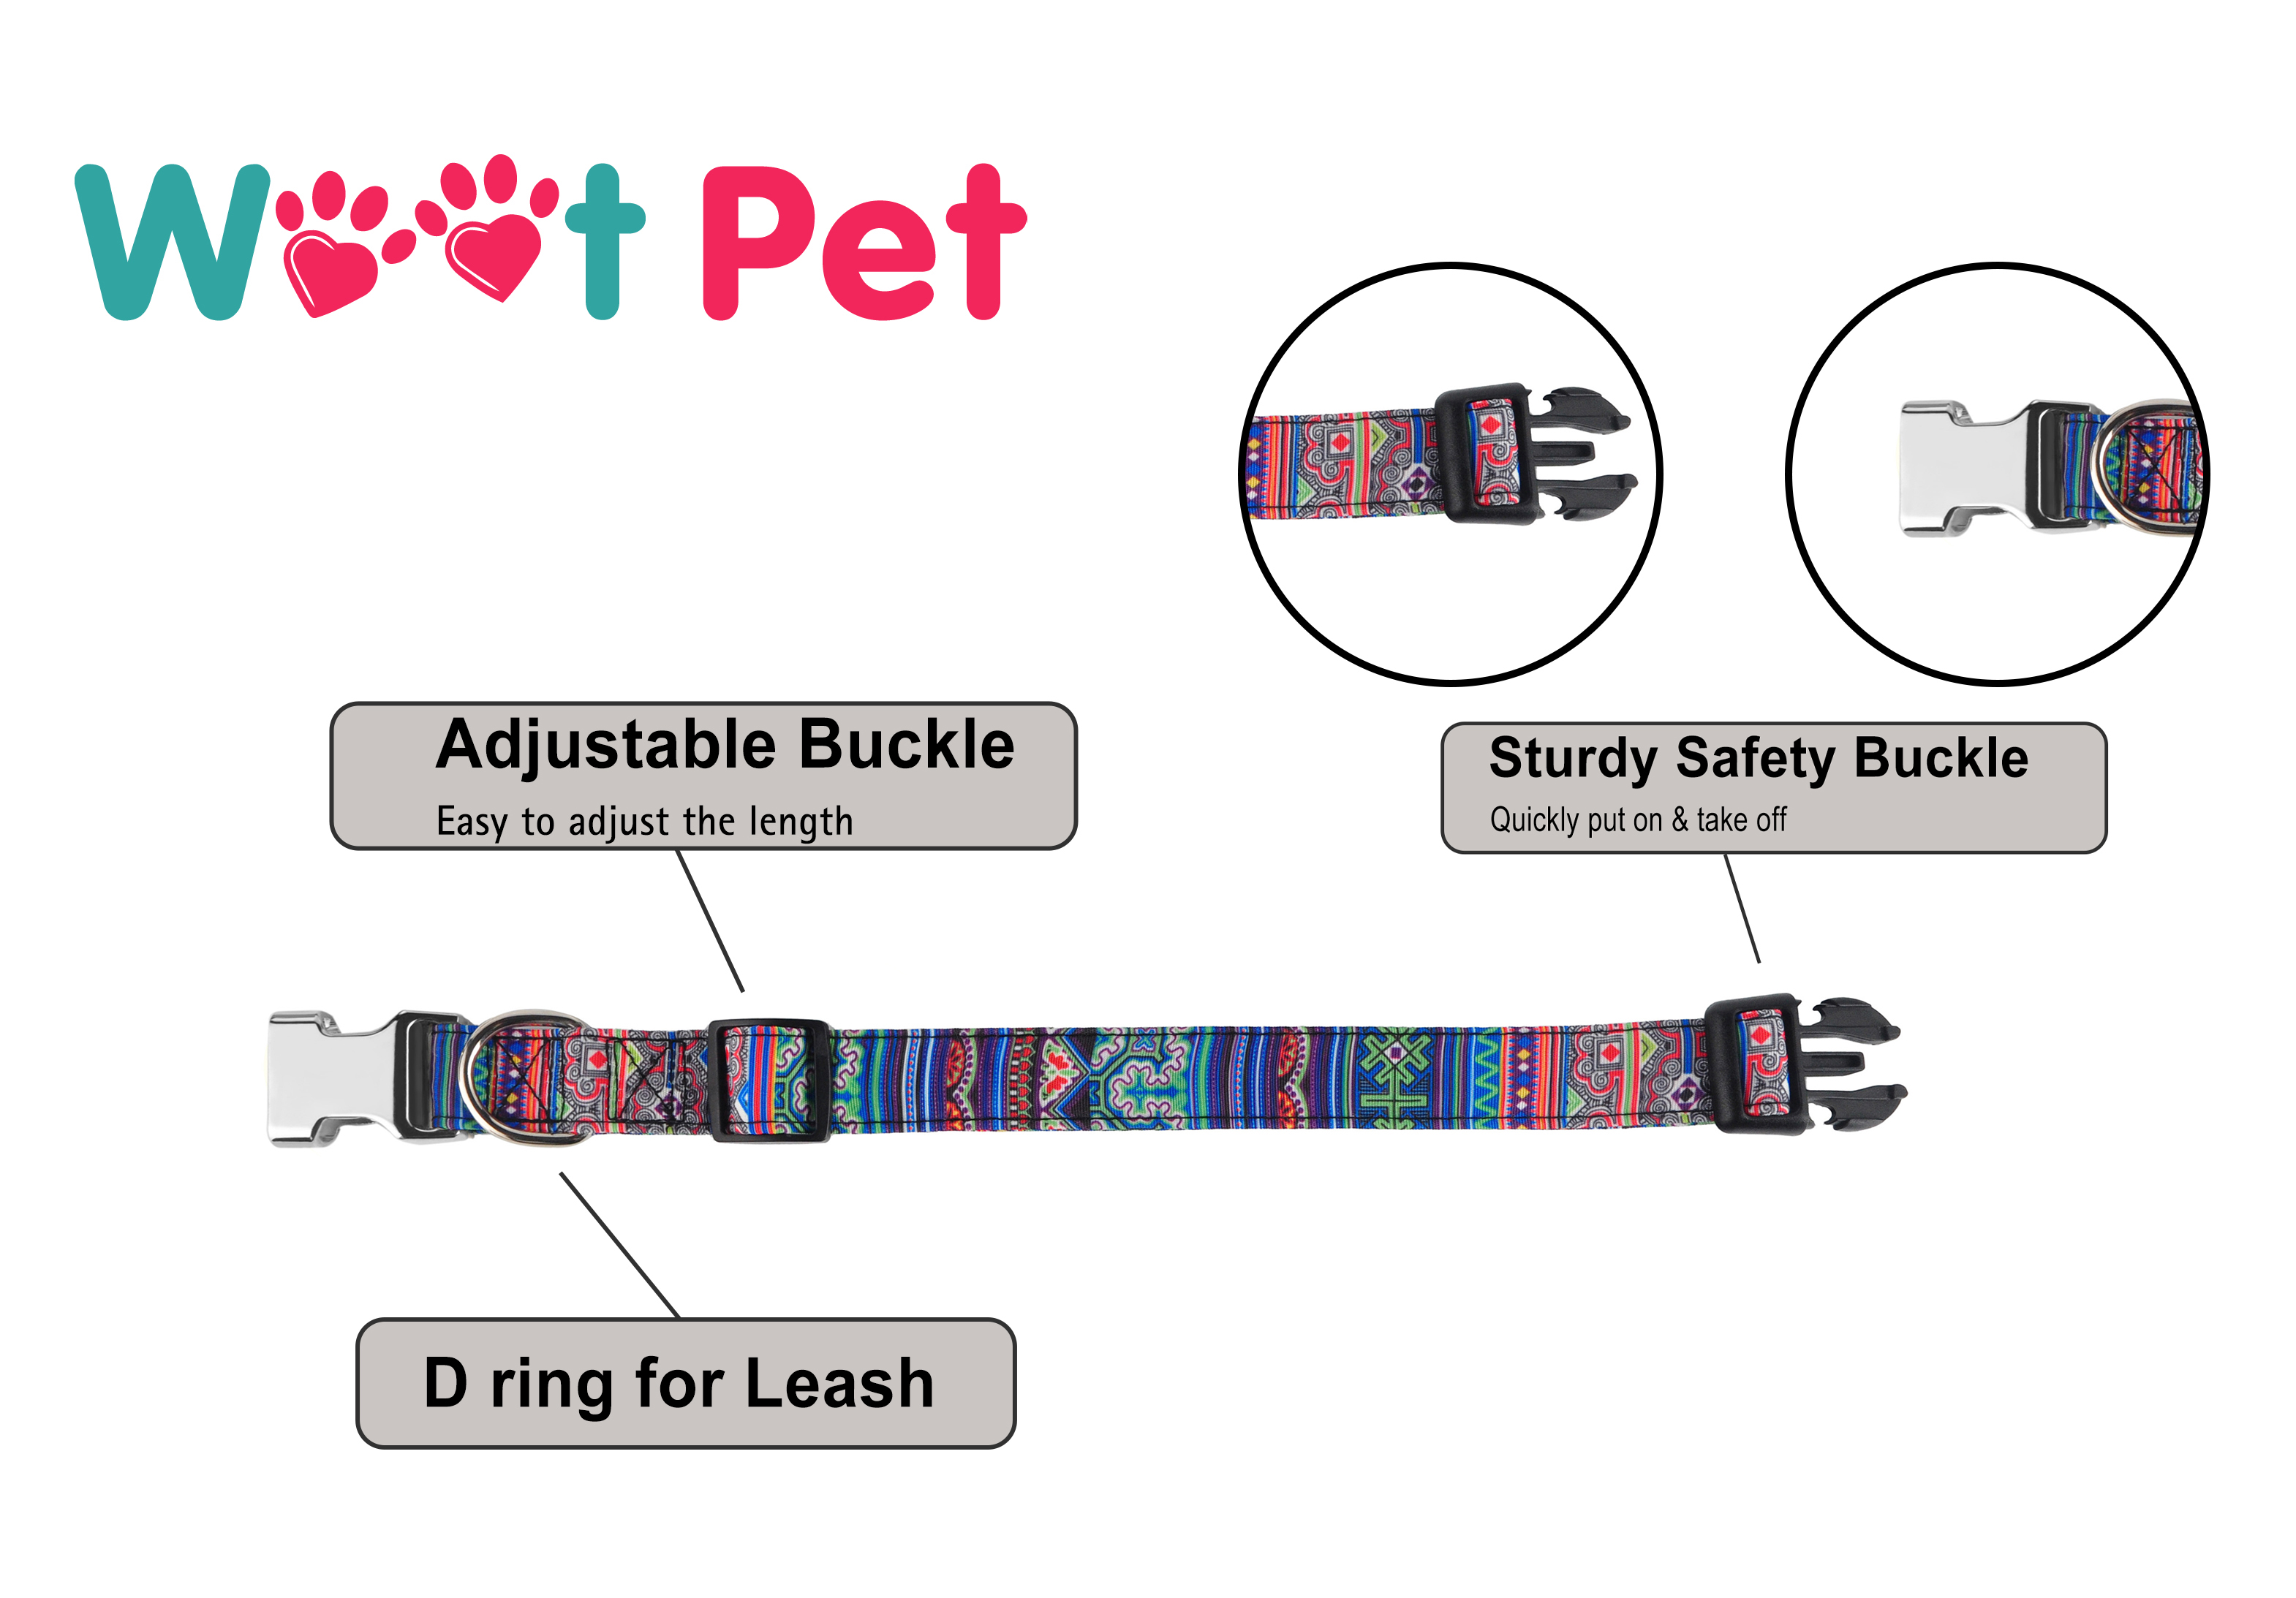 Woot Pet
Adjustable Buckle
Easy to adjust the length
Sturdy Safety Buckle
Quickly put on & take off
D ring for Leash